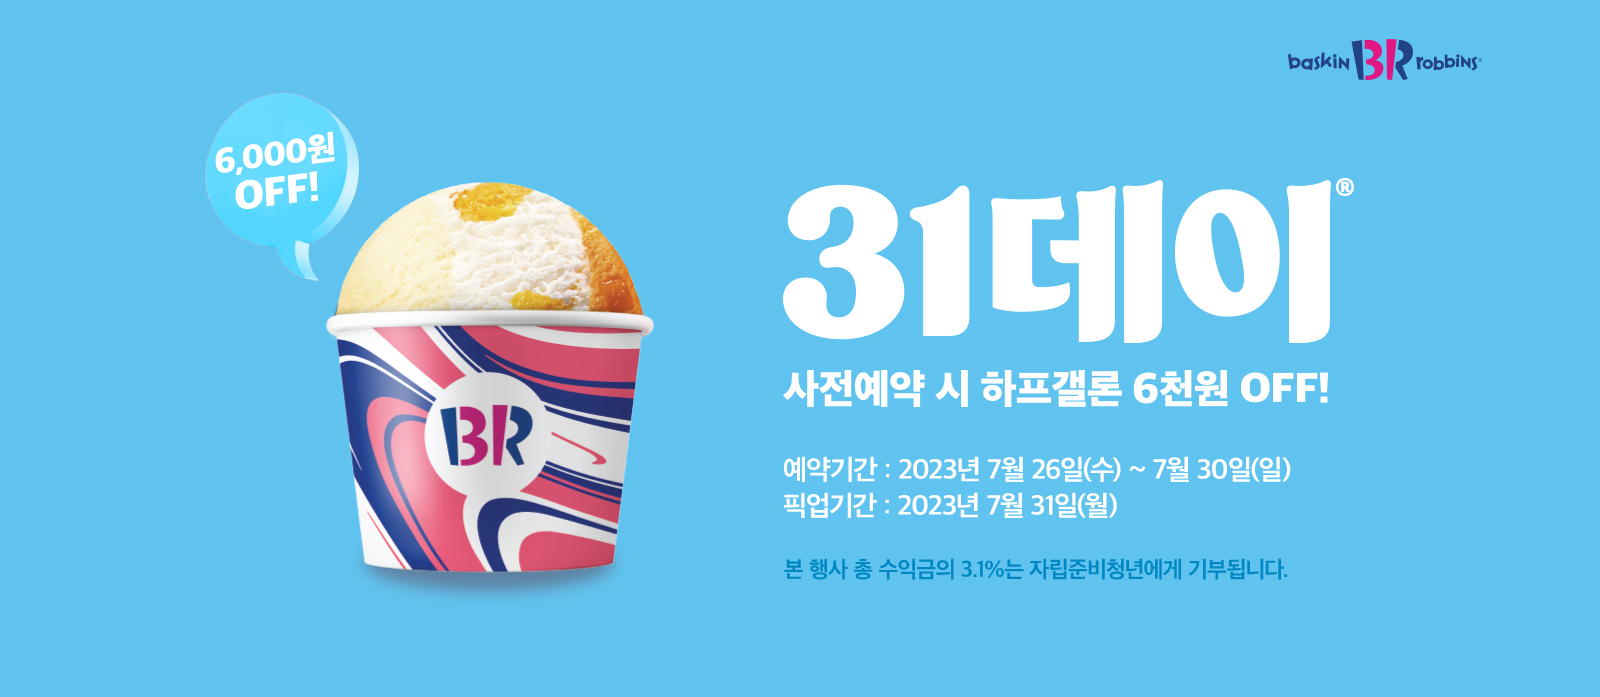 baskin BR robbins®
6,000원
OFF!
31데이®
BR
사전예약 시 하프갤론 6천원 OFF!
예약기간 : 2023년 7월 26일(수) ~ 7월 30일(일)
픽업기간 : 2023년 7월 31일(월)
본 행사 총 수익금의 3.1%는 자립준비청년에게 기부됩니다.